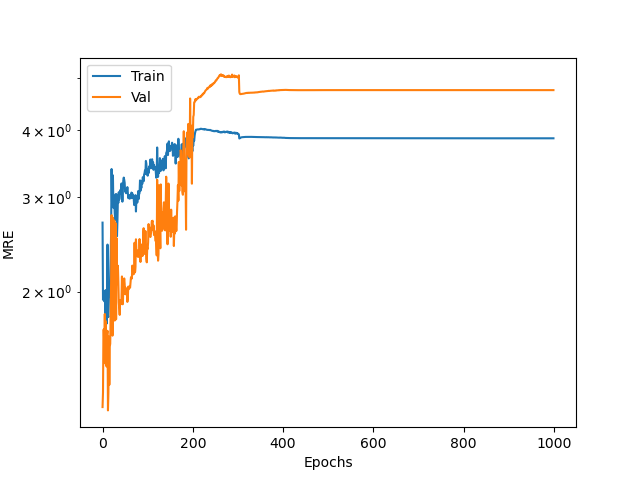 Train
Val
4 × 10⁰
3 × 10⁰
2 × 10⁰
MRE
0 200 400 600 800 1000
Epochs